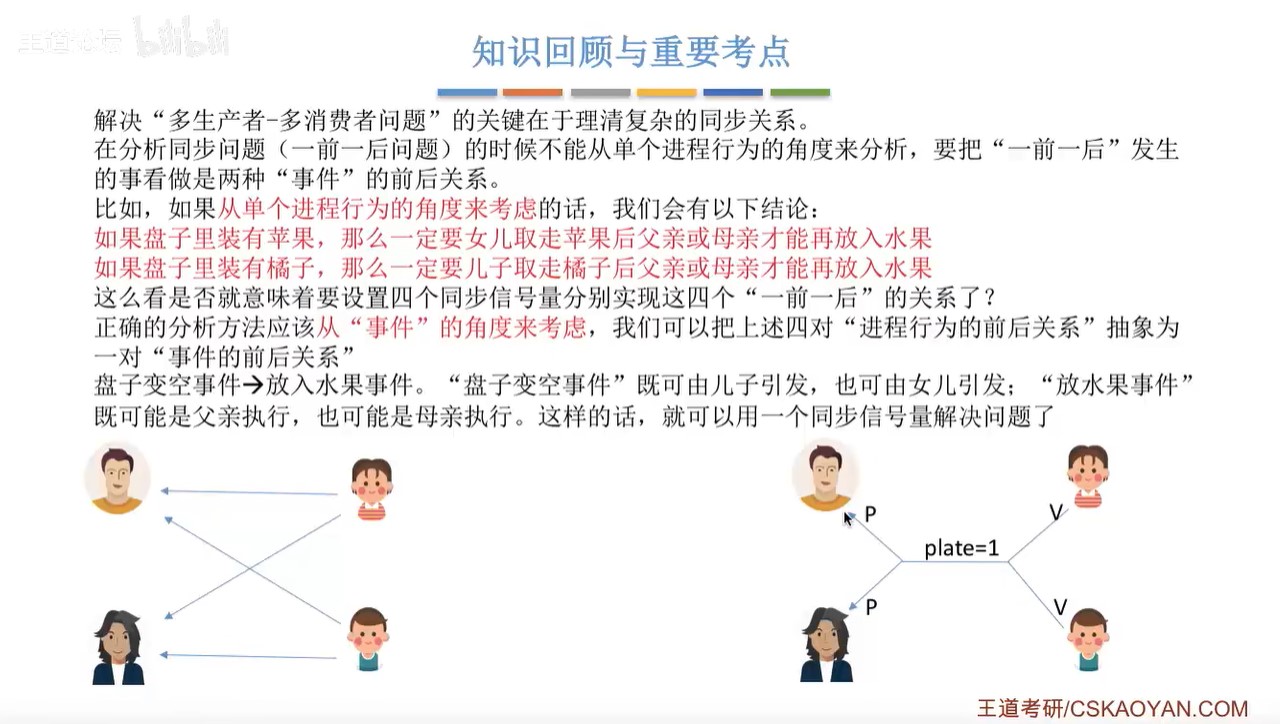 王道论坛 bilibili
知识回顾与重要考点
解决“多生产者-多消费者问题”的关键在于理清复杂的同步关系。
在分析同步问题（一前一后问题）的时候不能从单个进程行为的角度来分析，要把“一前一后”发生
的事看做是两种“事件”的前后关系。
比如，如果从单个进程行为的角度来考虑的话，我们会有以下结论：
如果盘子里装有苹果，那么一定要女儿取走苹果后父亲或母亲才能再放入水果
如果盘子里装有橘子，那么一定要儿子取走橘子后父亲或母亲才能再放入水果
这么看是否就意味着要设置四个同步信号量分别实现这四个“一前一后”的关系了？
正确的分析方法应该从“事件”的角度来考虑，我们可以把上述四对“进程行为的前后关系”抽象为
一对“事件的前后关系”
盘子变空事件→放入水果事件。“盘子变空事件”既可由儿子引发，也可由女儿引发；“放水果事件”
既可能是父亲执行，也可能是母亲执行。这样的话，就可以用一个同步信号量解决问题了
P
V
plate=1
P
V
王道考研/CSKAOYAN.COM